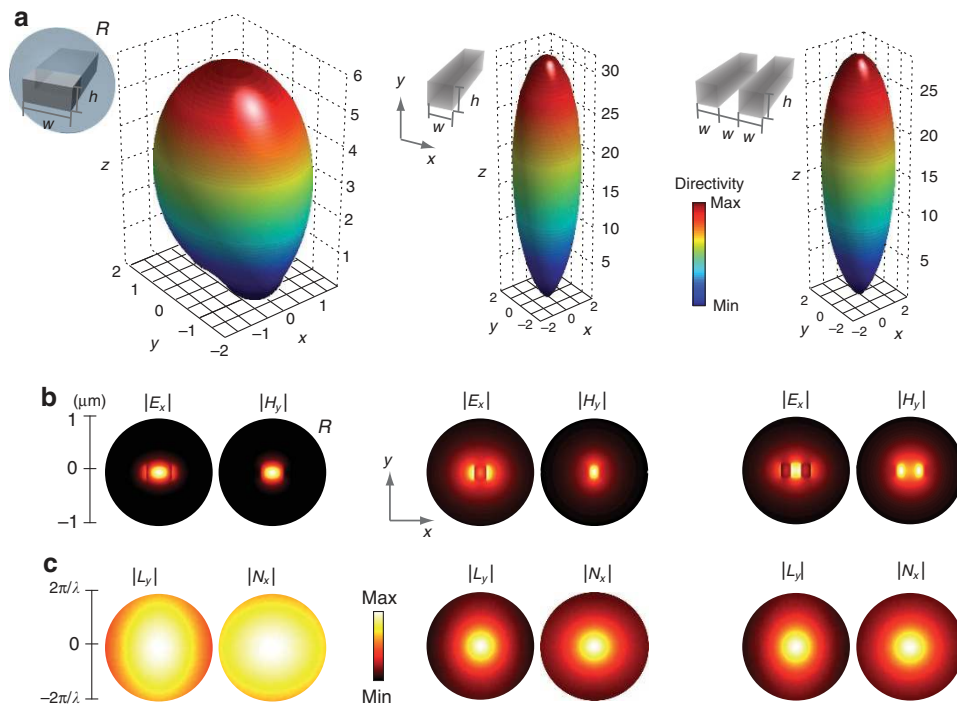 a
R
h
w
z
6
5
4
3
2
1
2
1
0
−1
−2
y
−1
0
1
x
y
x
h
w
z
30
25
20
15
10
5
2
0
−2
y
−2
0
2
x
h
w w w
Directivity
Max
Min
z
25
20
15
10
5
2
0
−2
y
−2
0
2
x
b
(μm)
1
0
−1
|Ex| |Hy|
R
y
x
|Ex| |Hy|
|Ex| |Hy|
c
2π/λ
0
−2π/λ
|Ly| |Nx|
Max
Min
|Ly| |Nx|
|Ly| |Nx|